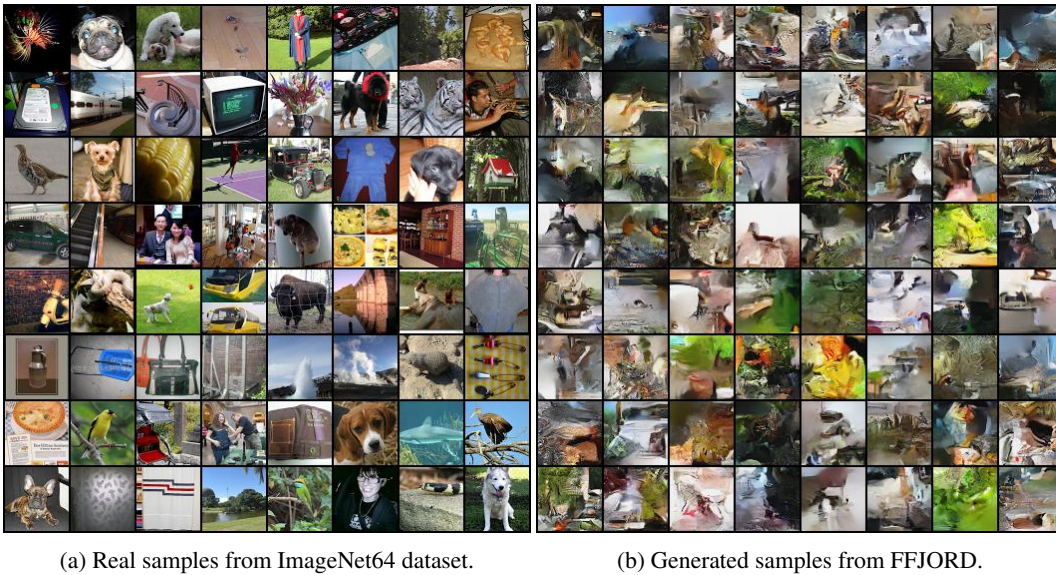 (a) Real samples from ImageNet64 dataset.
(b) Generated samples from FFJORD.